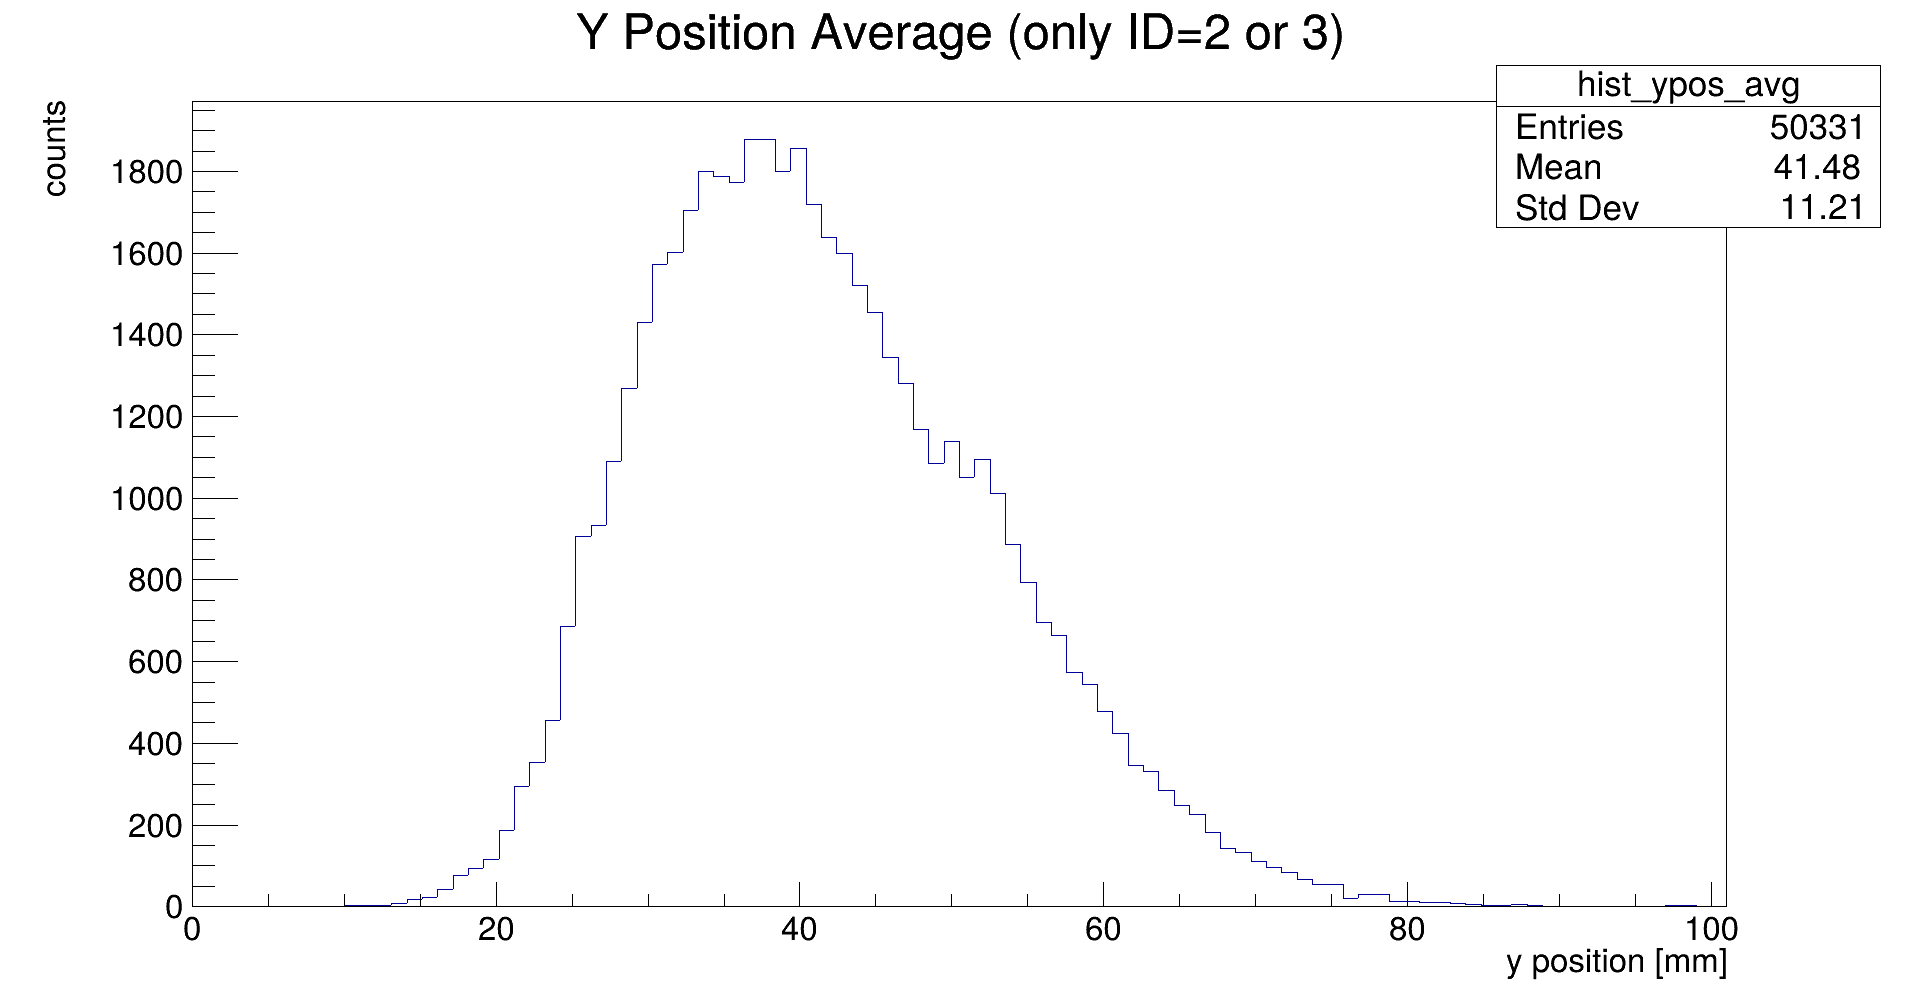 Y Position Average (only ID=2 or 3)
hist_ypos_avg
Entries 50331
Mean 41.48
Std Dev 11.21
counts
1800
1600
1400
1200
1000
800
600
400
200
0
0 20 40 60 80 100
y position [mm]